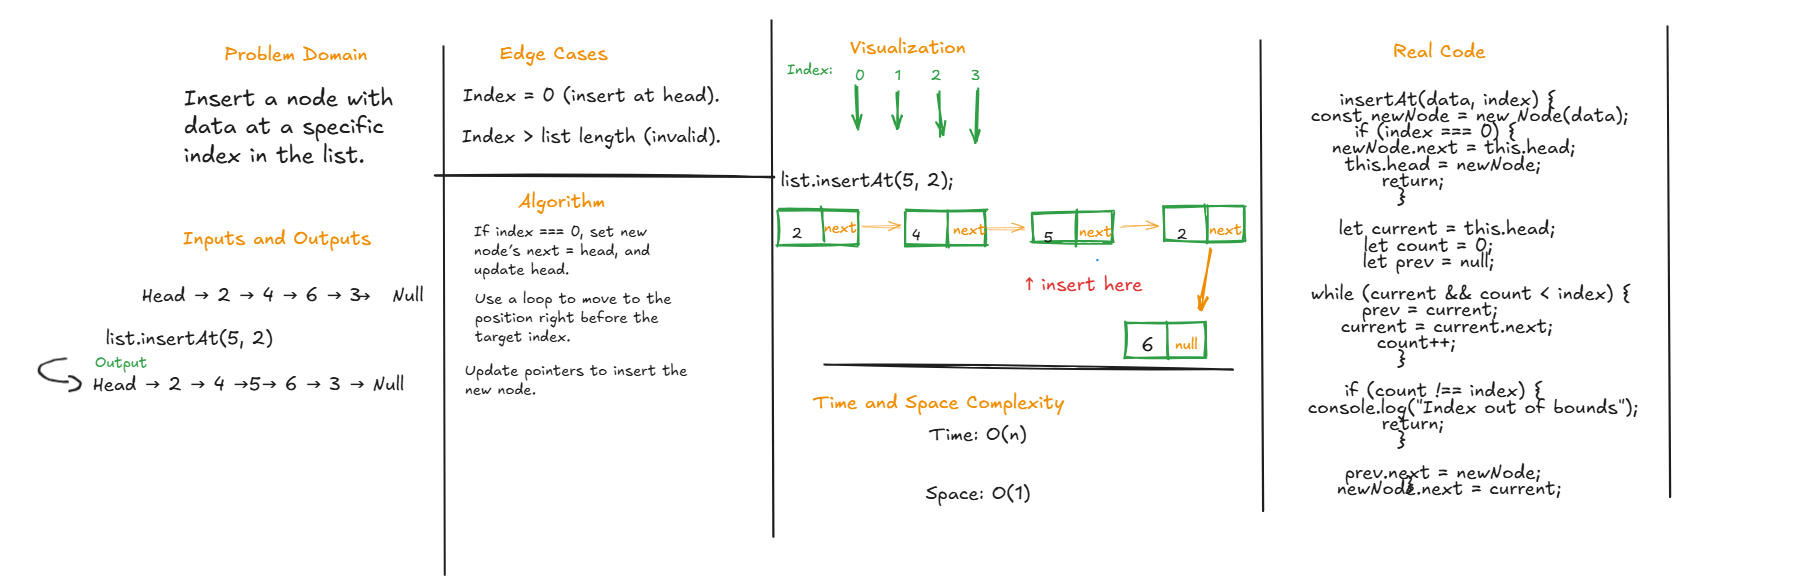 Problem Domain
Insert a node with
data at a specific
index in the list.
Inputs and Outputs
Head → 2 → 4 → 6 → 3→ Null
list.insertAt(5, 2)
Output
Head → 2 → 4 →5→ 6 → 3 → Null
Edge Cases
Index = 0 (insert at head).
Index > list length (invalid).
Algorithm
If index === 0, set new
node's next = head, and
update head.
Use a loop to move to the
position right before the
target index.
Update pointers to insert the
new node.
Visualization
Index: 0 1 2 3
list.insertAt(5, 2);
2 next 4 next 5 next 2 next
↑ insert here
6 null
Time and Space Complexity
Time: O(n)
Space: O(1)
Real Code
insertAt(data, index) {
const newNode = new Node(data);
if (index === 0) {
newNode.next = this.head;
this.head = newNode;
return;
}
let current = this.head;
let count = 0;
let prev = null;
while (current && count < index) {
prev = current;
current = current.next;
count++;
}
if (count !== index) {
console.log("Index out of bounds");
return;
}
prev.next = newNode;
newNode.next = current;
}